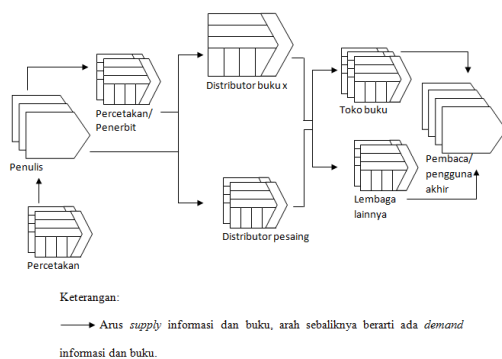 Distributor buku x
Percetakan/
Penerbit
Toko buku
Penulis
Pembaca/
pengguna
akhir
Lembaga
lainnya
Distributor pesaing
Percetakan
Keterangan:
Arus supply informasi dan buku, arah sebaliknya berarti ada demand
informasi dan buku.